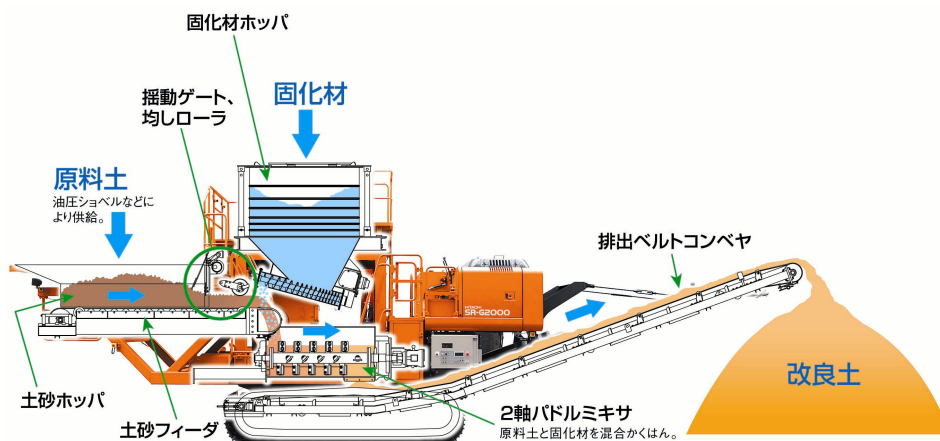 固化材ホッパ
揺動ゲート、
均しローラ
固化材
原料土
油圧ショベルなどに
より供給。
排出ベルトコンベヤ
HITACHI
SR-G2000
改良土
土砂ホッパ
土砂フィーダ
2軸パドルミキサ
原料土と固化材を混合かくはん。